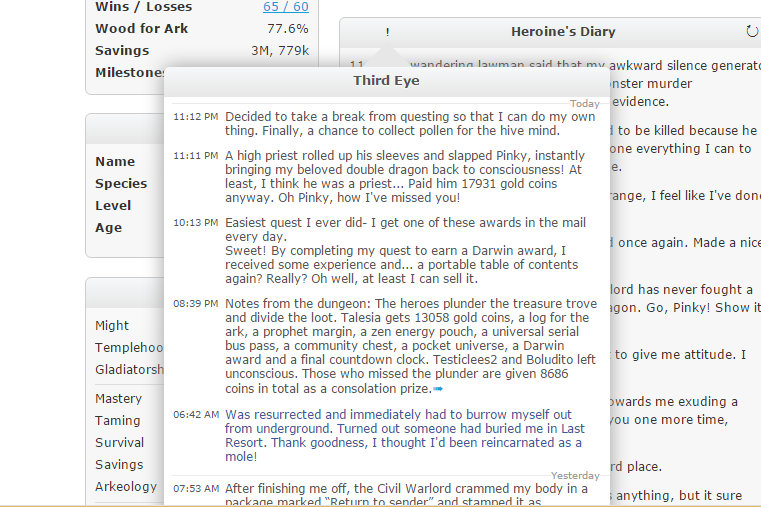 Wins / Losses 65 / 60
Wood for Ark 77.6%
Savings 3M, 779k
Milestones
Name
Species
Level
Age
Might
Templehoo
Gladiatorsh
Mastery
Taming
Survival
Savings
Arkeology
!
Third Eye
Today
11:12 PM Decided to take a break from questing so that I can do my own
thing. Finally, a chance to collect pollen for the hive mind.
11:11 PM A high priest rolled up his sleeves and slapped Pinky, instantly
bringing my beloved double dragon back to consciousness! At
least, I think he was a priest... Paid him 17931 gold coins
anyway. Oh Pinky, how I've missed you!
10:13 PM Easiest quest I ever did- I get one of these awards in the mail
every day.
Sweet! By completing my quest to earn a Darwin award, I
received some experience and... a portable table of contents
again? Really? Oh well, at least I can sell it.
08:39 PM Notes from the dungeon: The heroes plunder the treasure trove
and divide the loot. Talesia gets 13058 gold coins, a log for the
ark, a prophet margin, a zen energy pouch, a universal serial
bus pass, a community chest, a pocket universe, a Darwin
award and a final countdown clock. Testiclees2 and Boludito left
unconscious. Those who missed the plunder are given 8686
coins in total as a consolation prize.➠
06:42 AM Was resurrected and immediately had to burrow myself out
from underground. Turned out someone had buried me in Last
Resort. Thank goodness, I thought I'd been reincarnated as a
mole!
Yesterday
07:53 AM After finishing me off, the Civil Warlord crammed my body in a
package marked "Return to sender" and stamped it as
Heroine's Diary
wandering lawman said that my awkward silence generato
nster murder
evidence.
d to be killed because he
one everything I can to
e.
range, I feel like I've done
d once again. Made a nice
lord has never fought a
agon. Go, Pinky! Show it
t to give me attitude. I
owards me exuding a
you one more time,
rd place.
s anything, but it sure